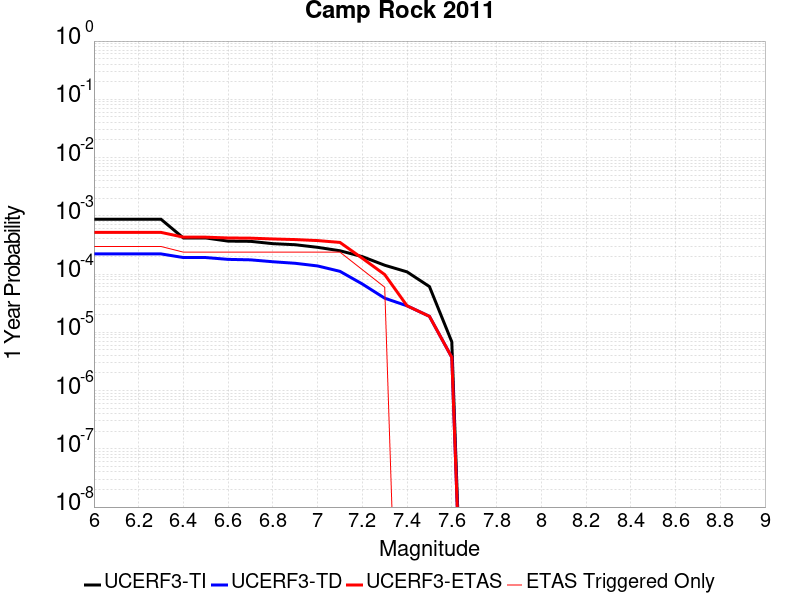 Camp Rock 2011
10^0
10^-1
10^-2
10^-3
10^-4
10^-5
10^-6
10^-7
10^-8
1 Year Probability
6 6.2 6.4 6.6 6.8 7 7.2 7.4 7.6 7.8 8 8.2 8.4 8.6 8.8 9
Magnitude
UCERF3-TI UCERF3-TD UCERF3-ETAS ETAS Triggered Only